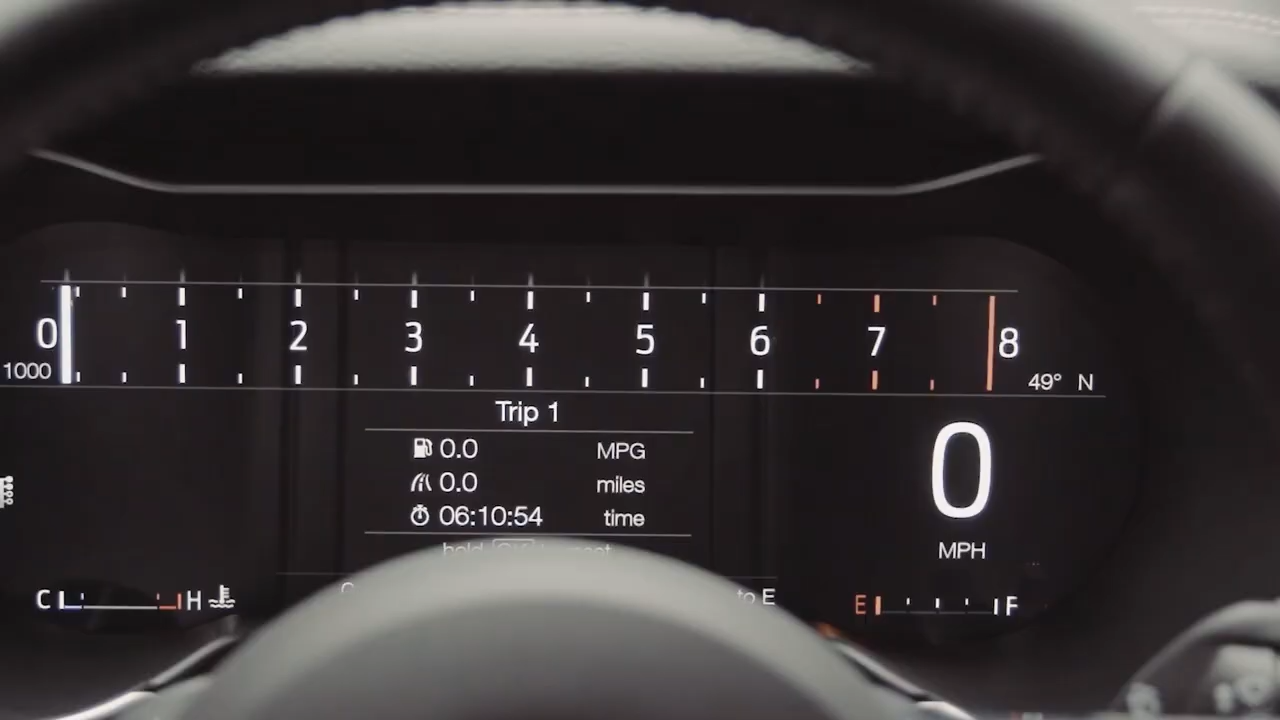 0 1 2 3 4 5 6 7 8
1000
49° N
Trip 1
0.0 MPG
0.0 miles
06:10:54 time
0
MPH
hold
to E
C H
E F